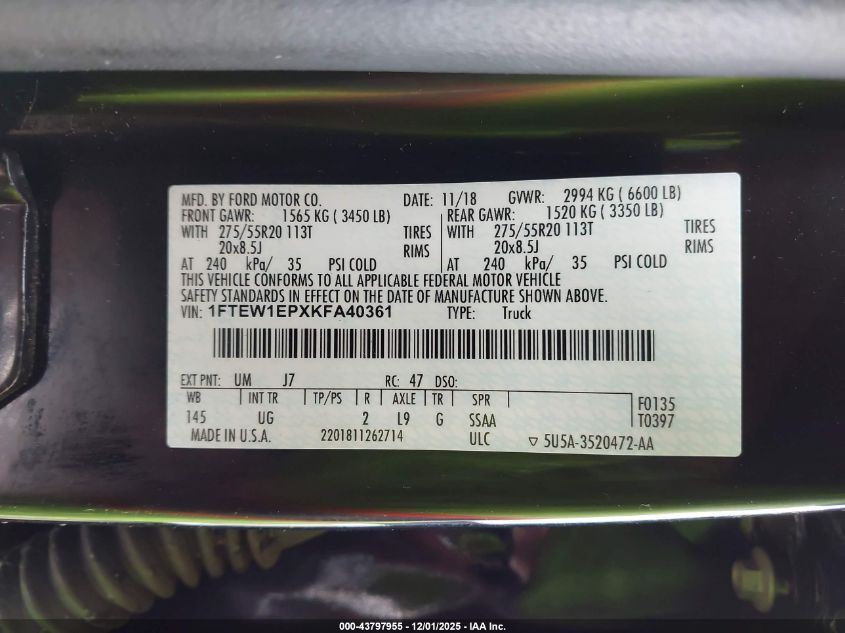 MFD. BY FORD MOTOR CO. DATE: 11/18 GVWR: 2994 KG ( 6600 LB)
FRONT GAWR: 1565 KG ( 3450 LB) REAR GAWR: 1520 KG ( 3350 LB)
WITH 275/55R20 113T TIRES WITH 275/55R20 113T TIRES
20x8.5J RIMS 20x8.5J RIMS
AT 240 kPa/ 35 PSI COLD AT 240 kPa/ 35 PSI COLD
THIS VEHICLE CONFORMS TO ALL APPLICABLE FEDERAL MOTOR VEHICLE
SAFETY STANDARDS IN EFFECT ON THE DATE OF MANUFACTURE SHOWN ABOVE.
VIN: 1FTEW1EPXKFA40361 TYPE: Truck
EXT PNT: UM J7 RC: 47 DSO:
WB INT TR TP/PS R AXLE TR SPR F0135
145 UG 2 L9 G SSAA T0397
MADE IN U.S.A. 2201811262714 ULC ▽ 5U5A-3520472-AA
000-43797955 - 12/01/2025 - IAA Inc.